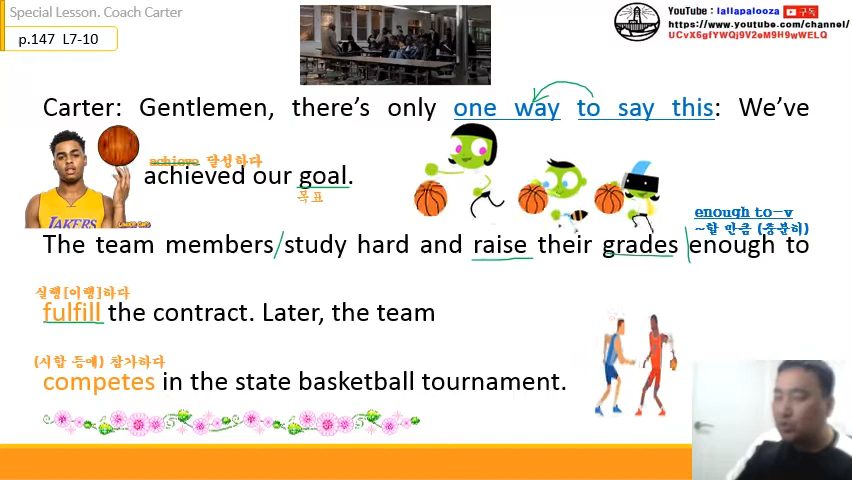 Special Lesson. Coach Carter
p.147 L7-10
YouTube : lallapalooza 구독
https://www.youtube.com/channel/
UCvX6gfYWQj9V2eM9H9wWELQ
Carter: Gentlemen, there's only one way to say this: We've
achieve 달성하다
achieved our goal.
목표
LAKERS
enough to-v
~할 만큼 (충분히)
The team members/study hard and raise their grades enough to
실행[이행]하다
fulfill the contract. Later, the team
(시합 등에) 참가하다
competes in the state basketball tournament.